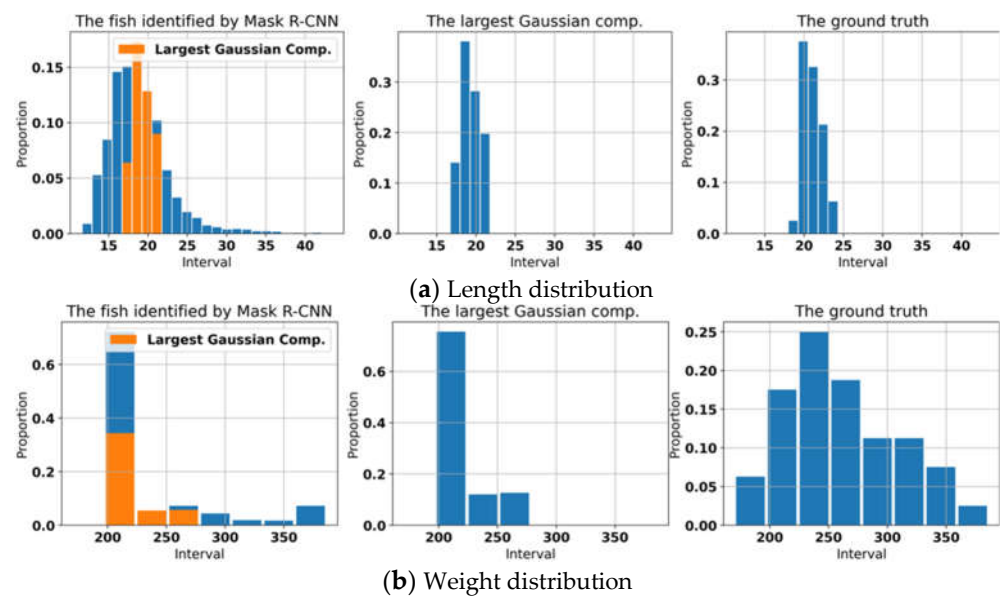 The fish identified by Mask R-CNN
The largest Gaussian comp.
The ground truth
Largest Gaussian Comp.
Proportion
0.15
0.10
0.05
0.00
15 20 25 30 35 40
Interval
Proportion
0.3
0.2
0.1
0.0
15 20 25 30 35 40
Interval
Proportion
0.3
0.2
0.1
0.0
15 20 25 30 35 40
Interval
(a) Length distribution
The fish identified by Mask R-CNN
The largest Gaussian comp.
The ground truth
Largest Gaussian Comp.
Proportion
0.6
0.4
0.2
0.0
200 250 300 350
Interval
Proportion
0.6
0.4
0.2
0.0
200 250 300 350
Interval
Proportion
0.25
0.20
0.15
0.10
0.05
0.00
200 250 300 350
Interval
(b) Weight distribution